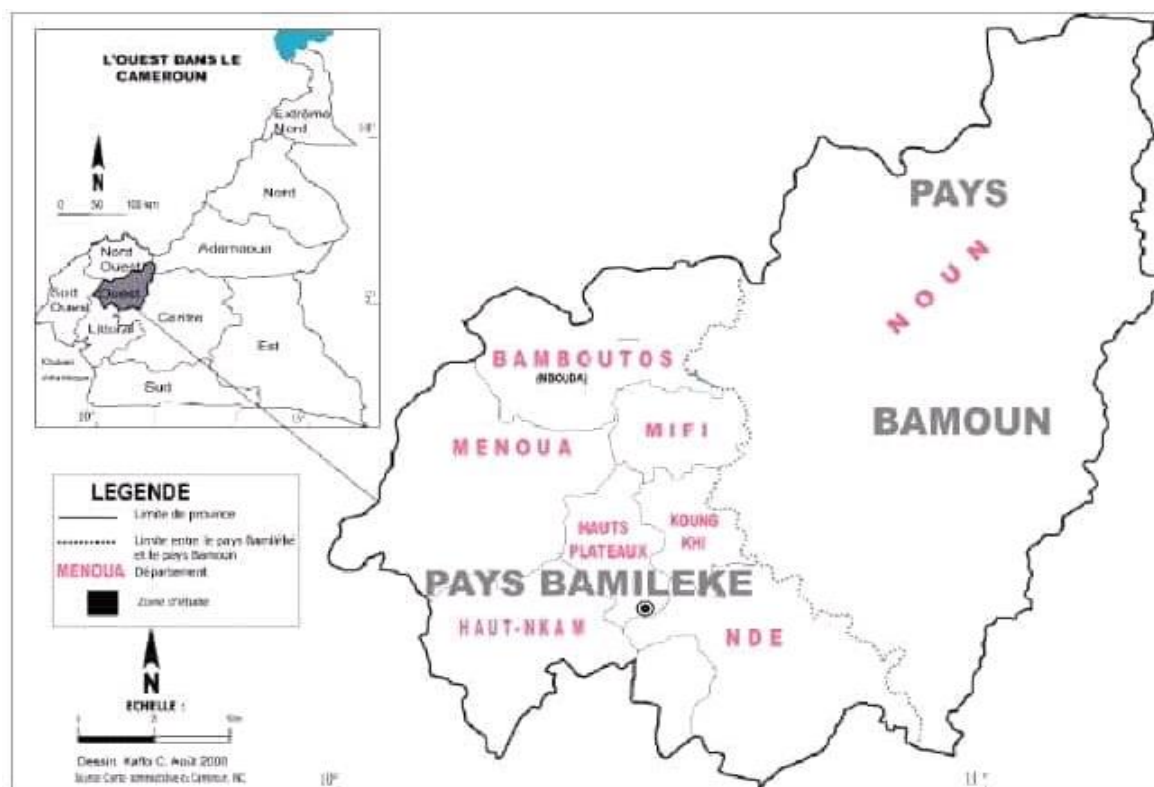 L'OUEST DANS LE
CAMEROUN
Extrême
Nord
10°
N
0 50 100 km
Nord
Adamaoua
Nord
Ouest
Sud
Ouest
Ouest
Centre
Littoral
Est
Sud
10°
LEGENDE
Limite de province
Limite entre le pays Bamiléké
et le pays Bamoun
MENOUA Département
Zone d'étude
N
ECHELLE :
Dessin Kaffo C. Août 2000
PAYS
NOUN
BAMOUN
BAMBOUTOS
MIFI
MENOUA
HAUTS
PLATEAUX
KOUNG
KHI
PAYS BAMILEKE
HAUT-NKAM
NDE
10°
11°